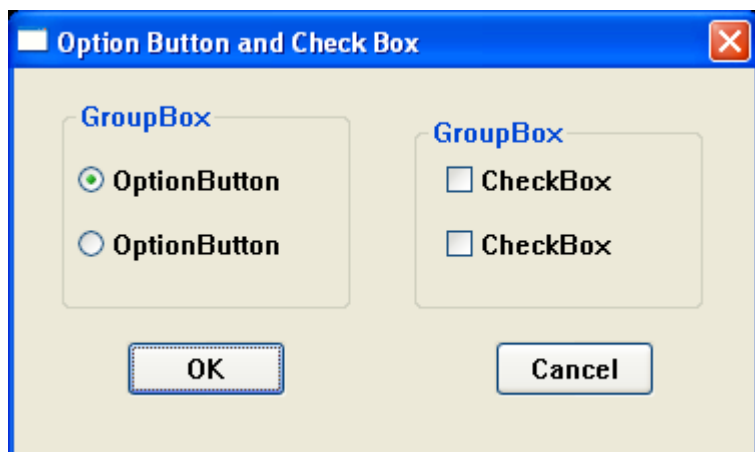 Option Button and Check Box
GroupBox
OptionButton
OptionButton
GroupBox
CheckBox
CheckBox
OK
Cancel